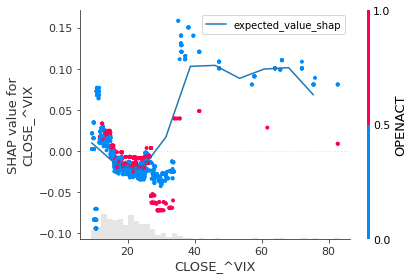 expected_value_shap
SHAP value for
CLOSE_^VIX
0.15
0.10
0.05
0.00
−0.05
−0.10
20
40
60
80
CLOSE_^VIX
1.0
0.5
0.0
OPENACT